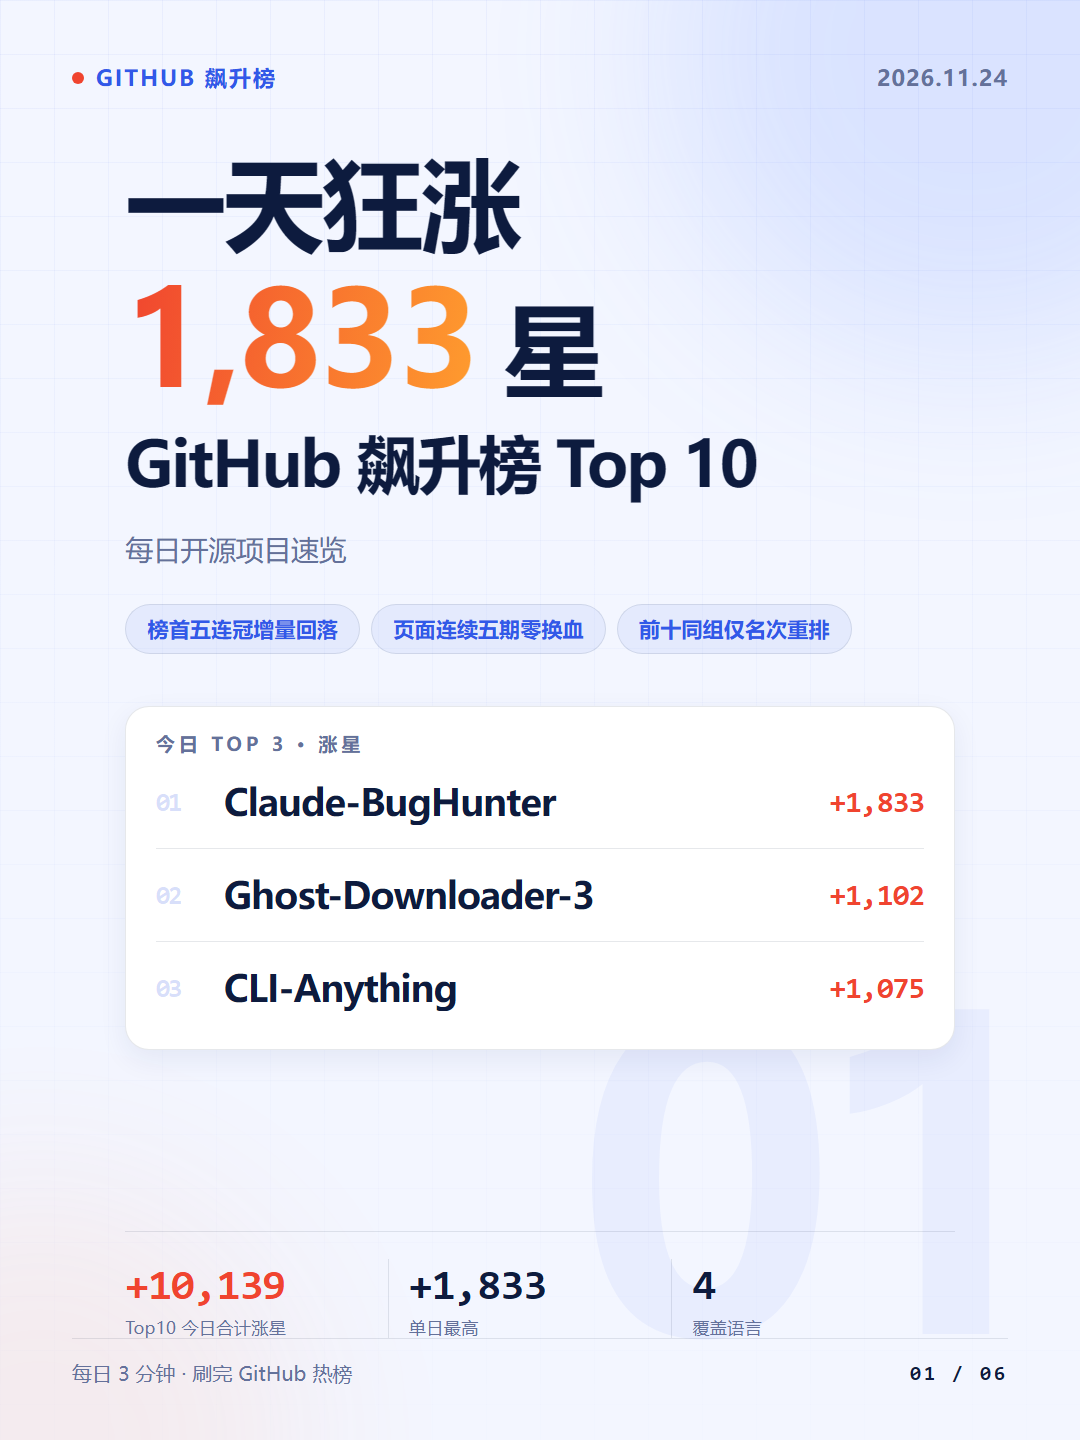 GITHUB 飙升榜
2026.11.24
一天狂涨
1,833 星
GitHub 飙升榜 Top 10
每日开源项目速览
榜首五连冠增量回落
页面连续五期零换血
前十同组仅名次重排
今日 TOP 3 · 涨星
01 Claude-BugHunter +1,833
02 Ghost-Downloader-3 +1,102
03 CLI-Anything +1,075
01
+10,139
Top10 今日合计涨星
+1,833
单日最高
4
覆盖语言
每日 3 分钟 · 刷完 GitHub 热榜
01 / 06